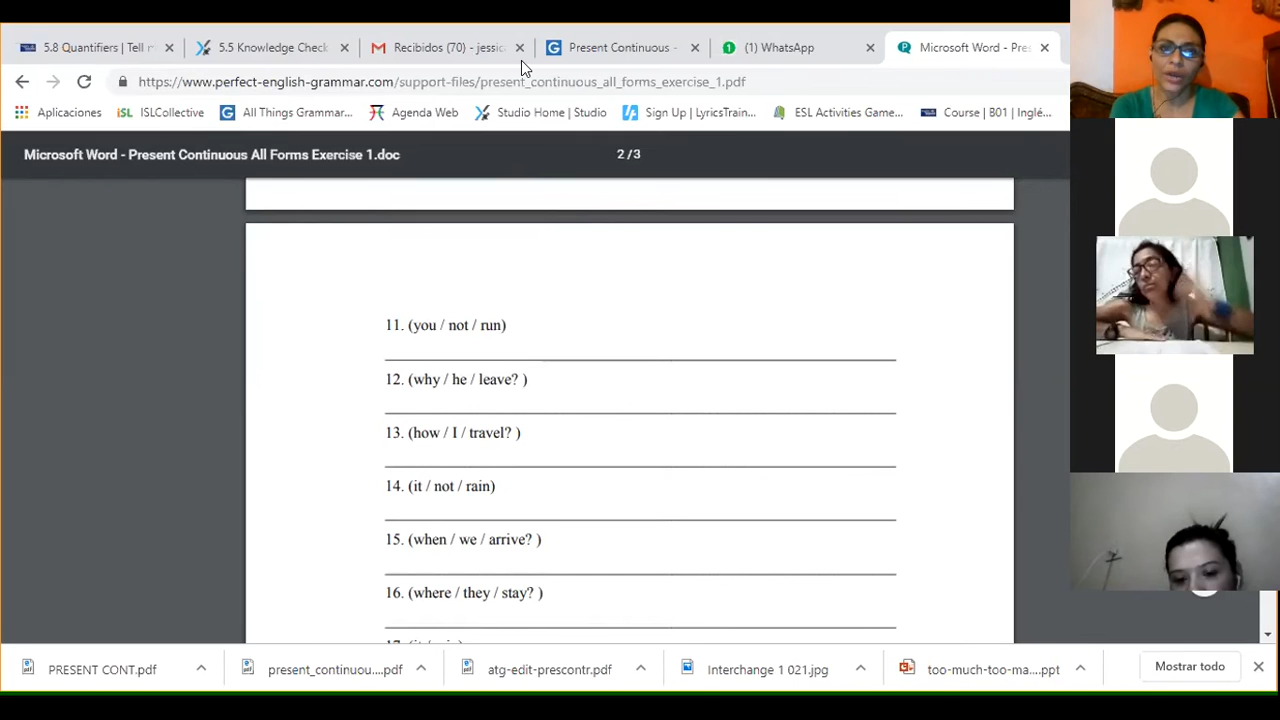 5.8 Quantifiers | Tell m
5.5 Knowledge Check
Recibidos (70) - jessic
Present Continuous -
(1) WhatsApp
Microsoft Word - Pres
https://www.perfect-english-grammar.com/support-files/present_continuous_all_forms_exercise_1.pdf
Aplicaciones
iSL ISLCollective
All Things Grammar...
Agenda Web
Studio Home | Studio
Sign Up | LyricsTrain...
ESL Activities Game...
Course | B01 | Inglé...
Microsoft Word - Present Continuous All Forms Exercise 1.doc
2 / 3
11. (you / not / run)
12. (why / he / leave? )
13. (how / I / travel? )
14. (it / not / rain)
15. (when / we / arrive? )
16. (where / they / stay? )
PRESENT CONT.pdf
present_continuou....pdf
atg-edit-prescontr.pdf
Interchange 1 021.jpg
too-much-too-ma....ppt
Mostrar todo